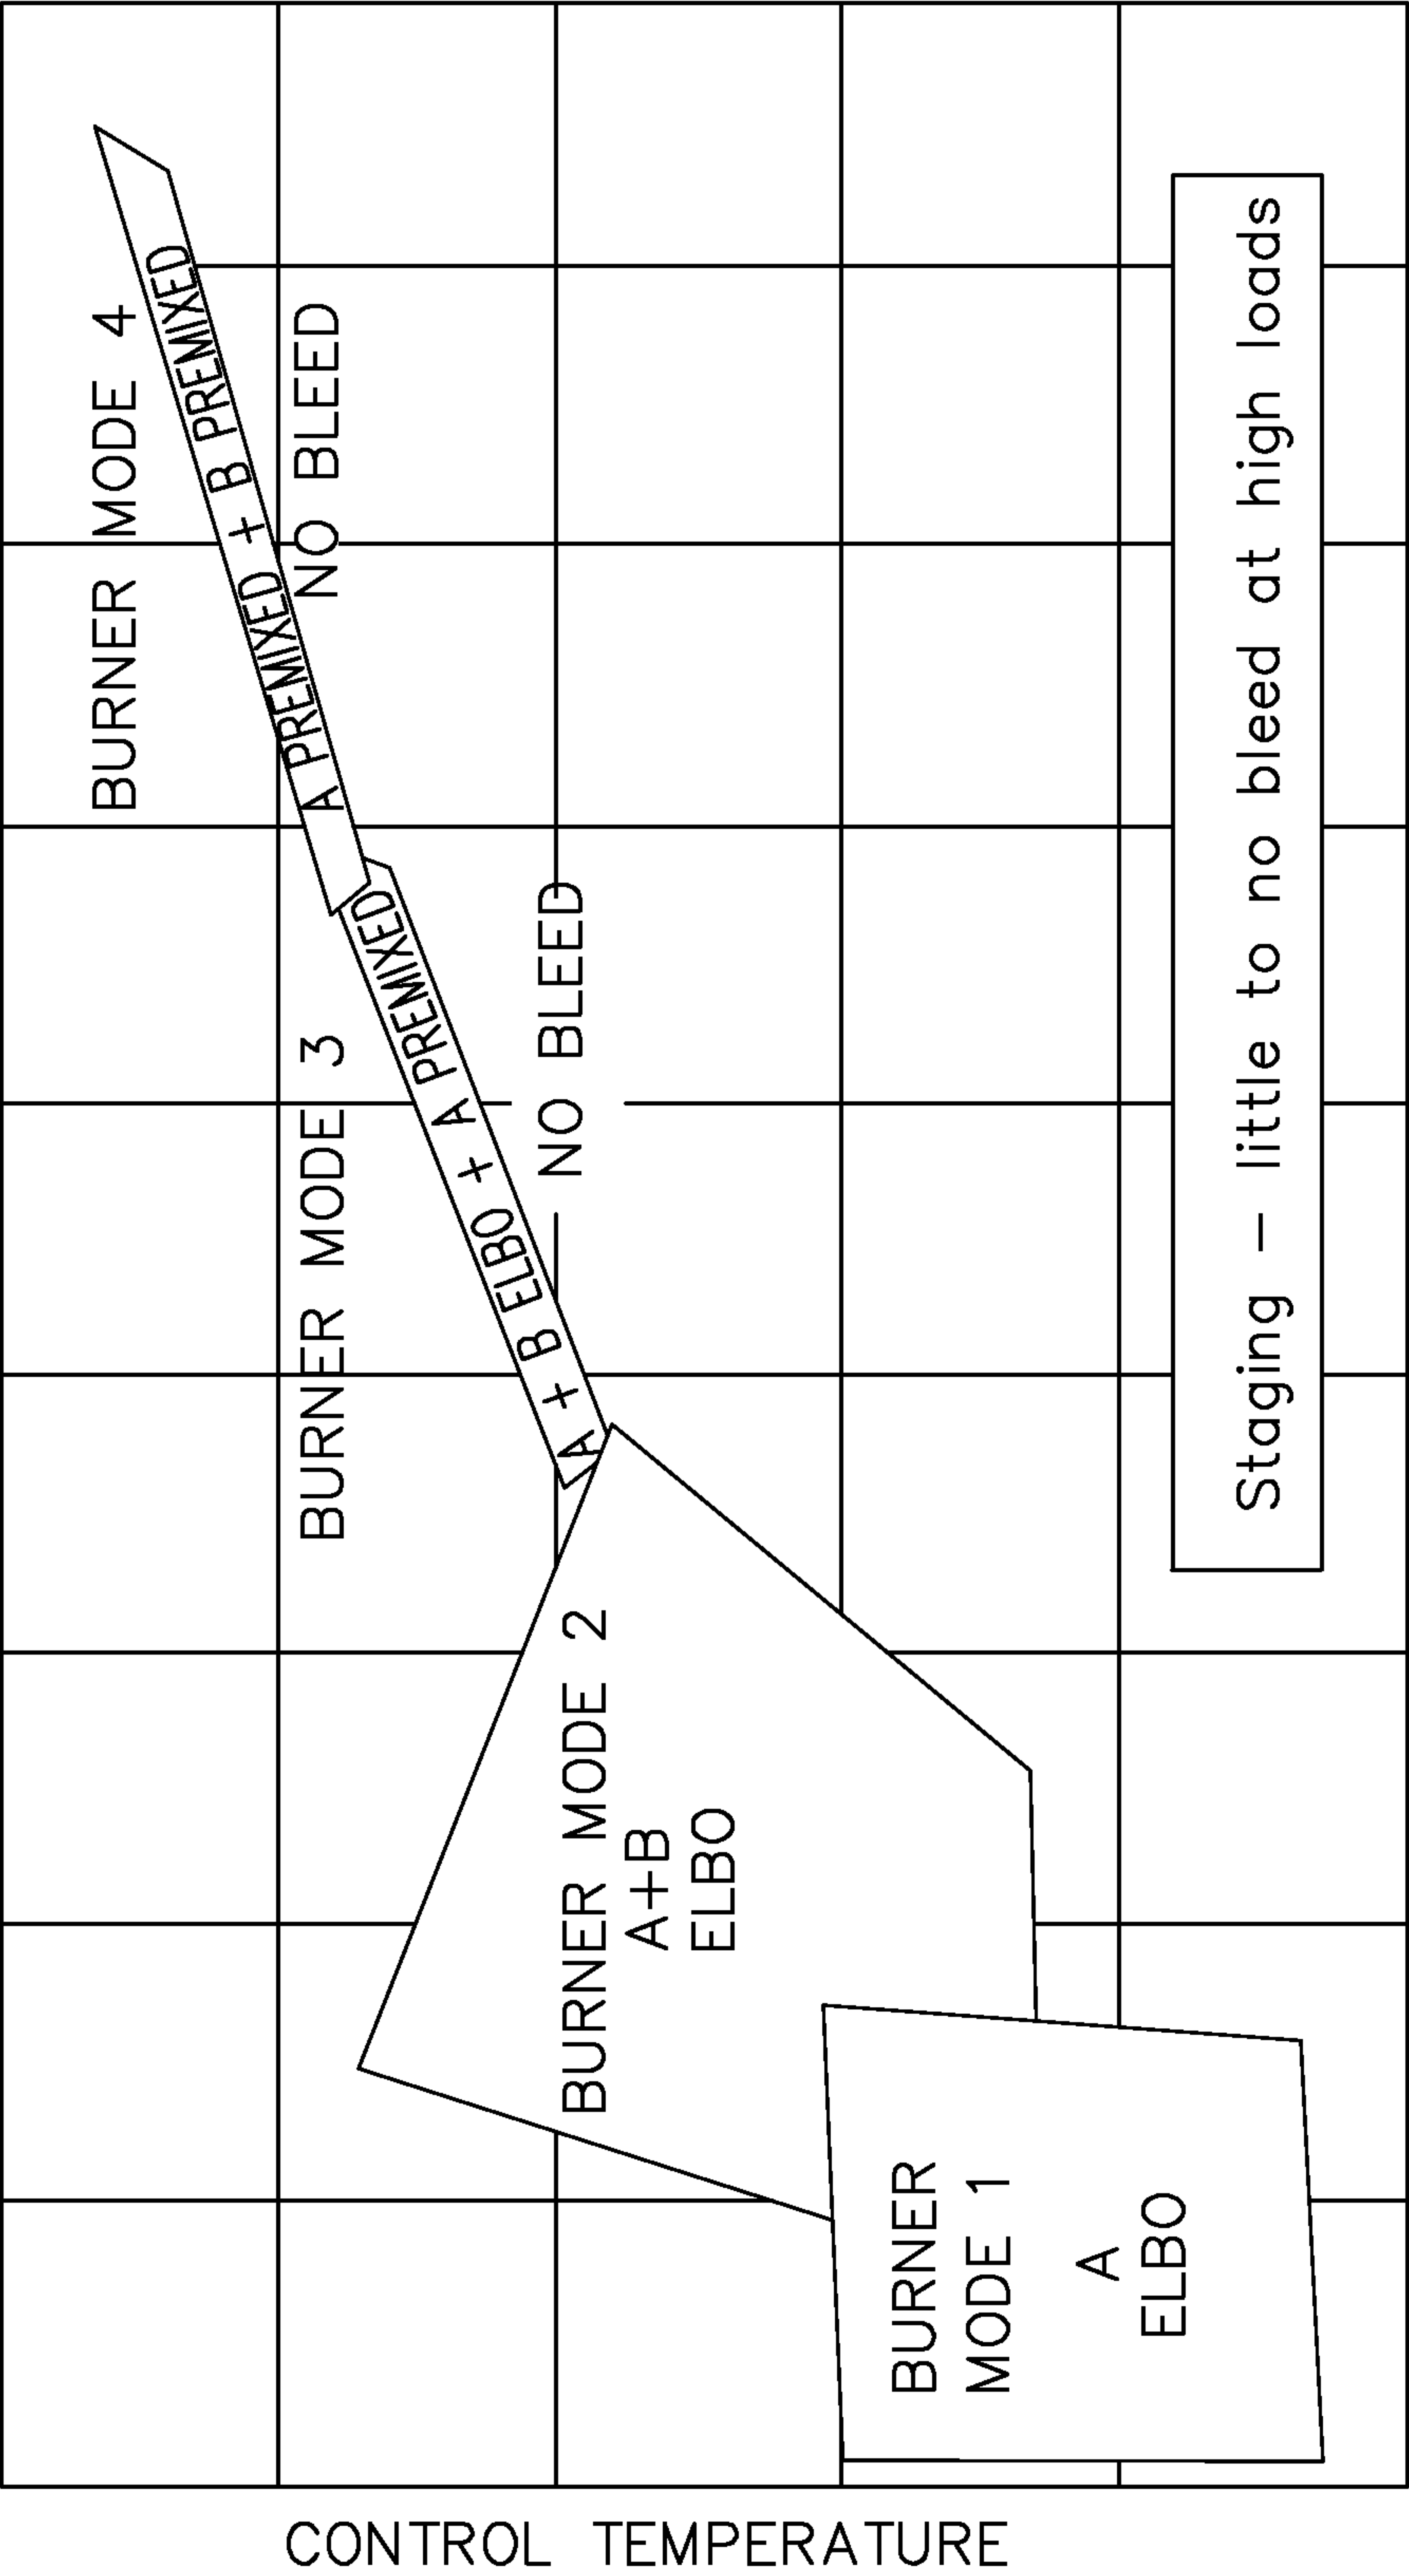 BURNER MODE 4
A PREMIXED + B PREMIXED
NO BLEED
BURNER MODE 3
A + B ELBO + A PREMIXED
NO BLEED
BURNER MODE 2
A+B
ELBO
BURNER
MODE 1
A
ELBO
Staging - little to no bleed at high loads
CONTROL TEMPERATURE